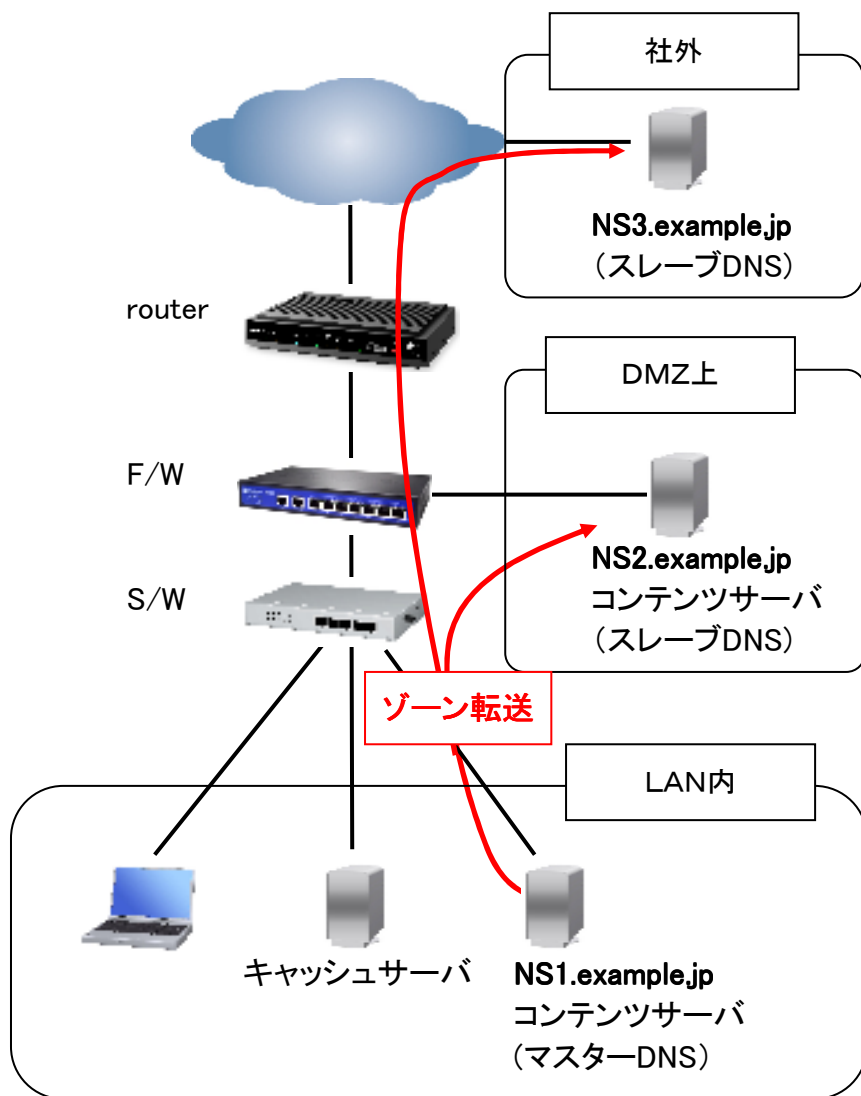 社外
NS3.example.jp
(スレーブDNS)
router
DMZ上
F/W
NS2.example.jp
コンテンツサーバ
(スレーブDNS)
S/W
ゾーン転送
LAN内
キャッシュサーバ
NS1.example.jp
コンテンツサーバ
(マスターDNS)